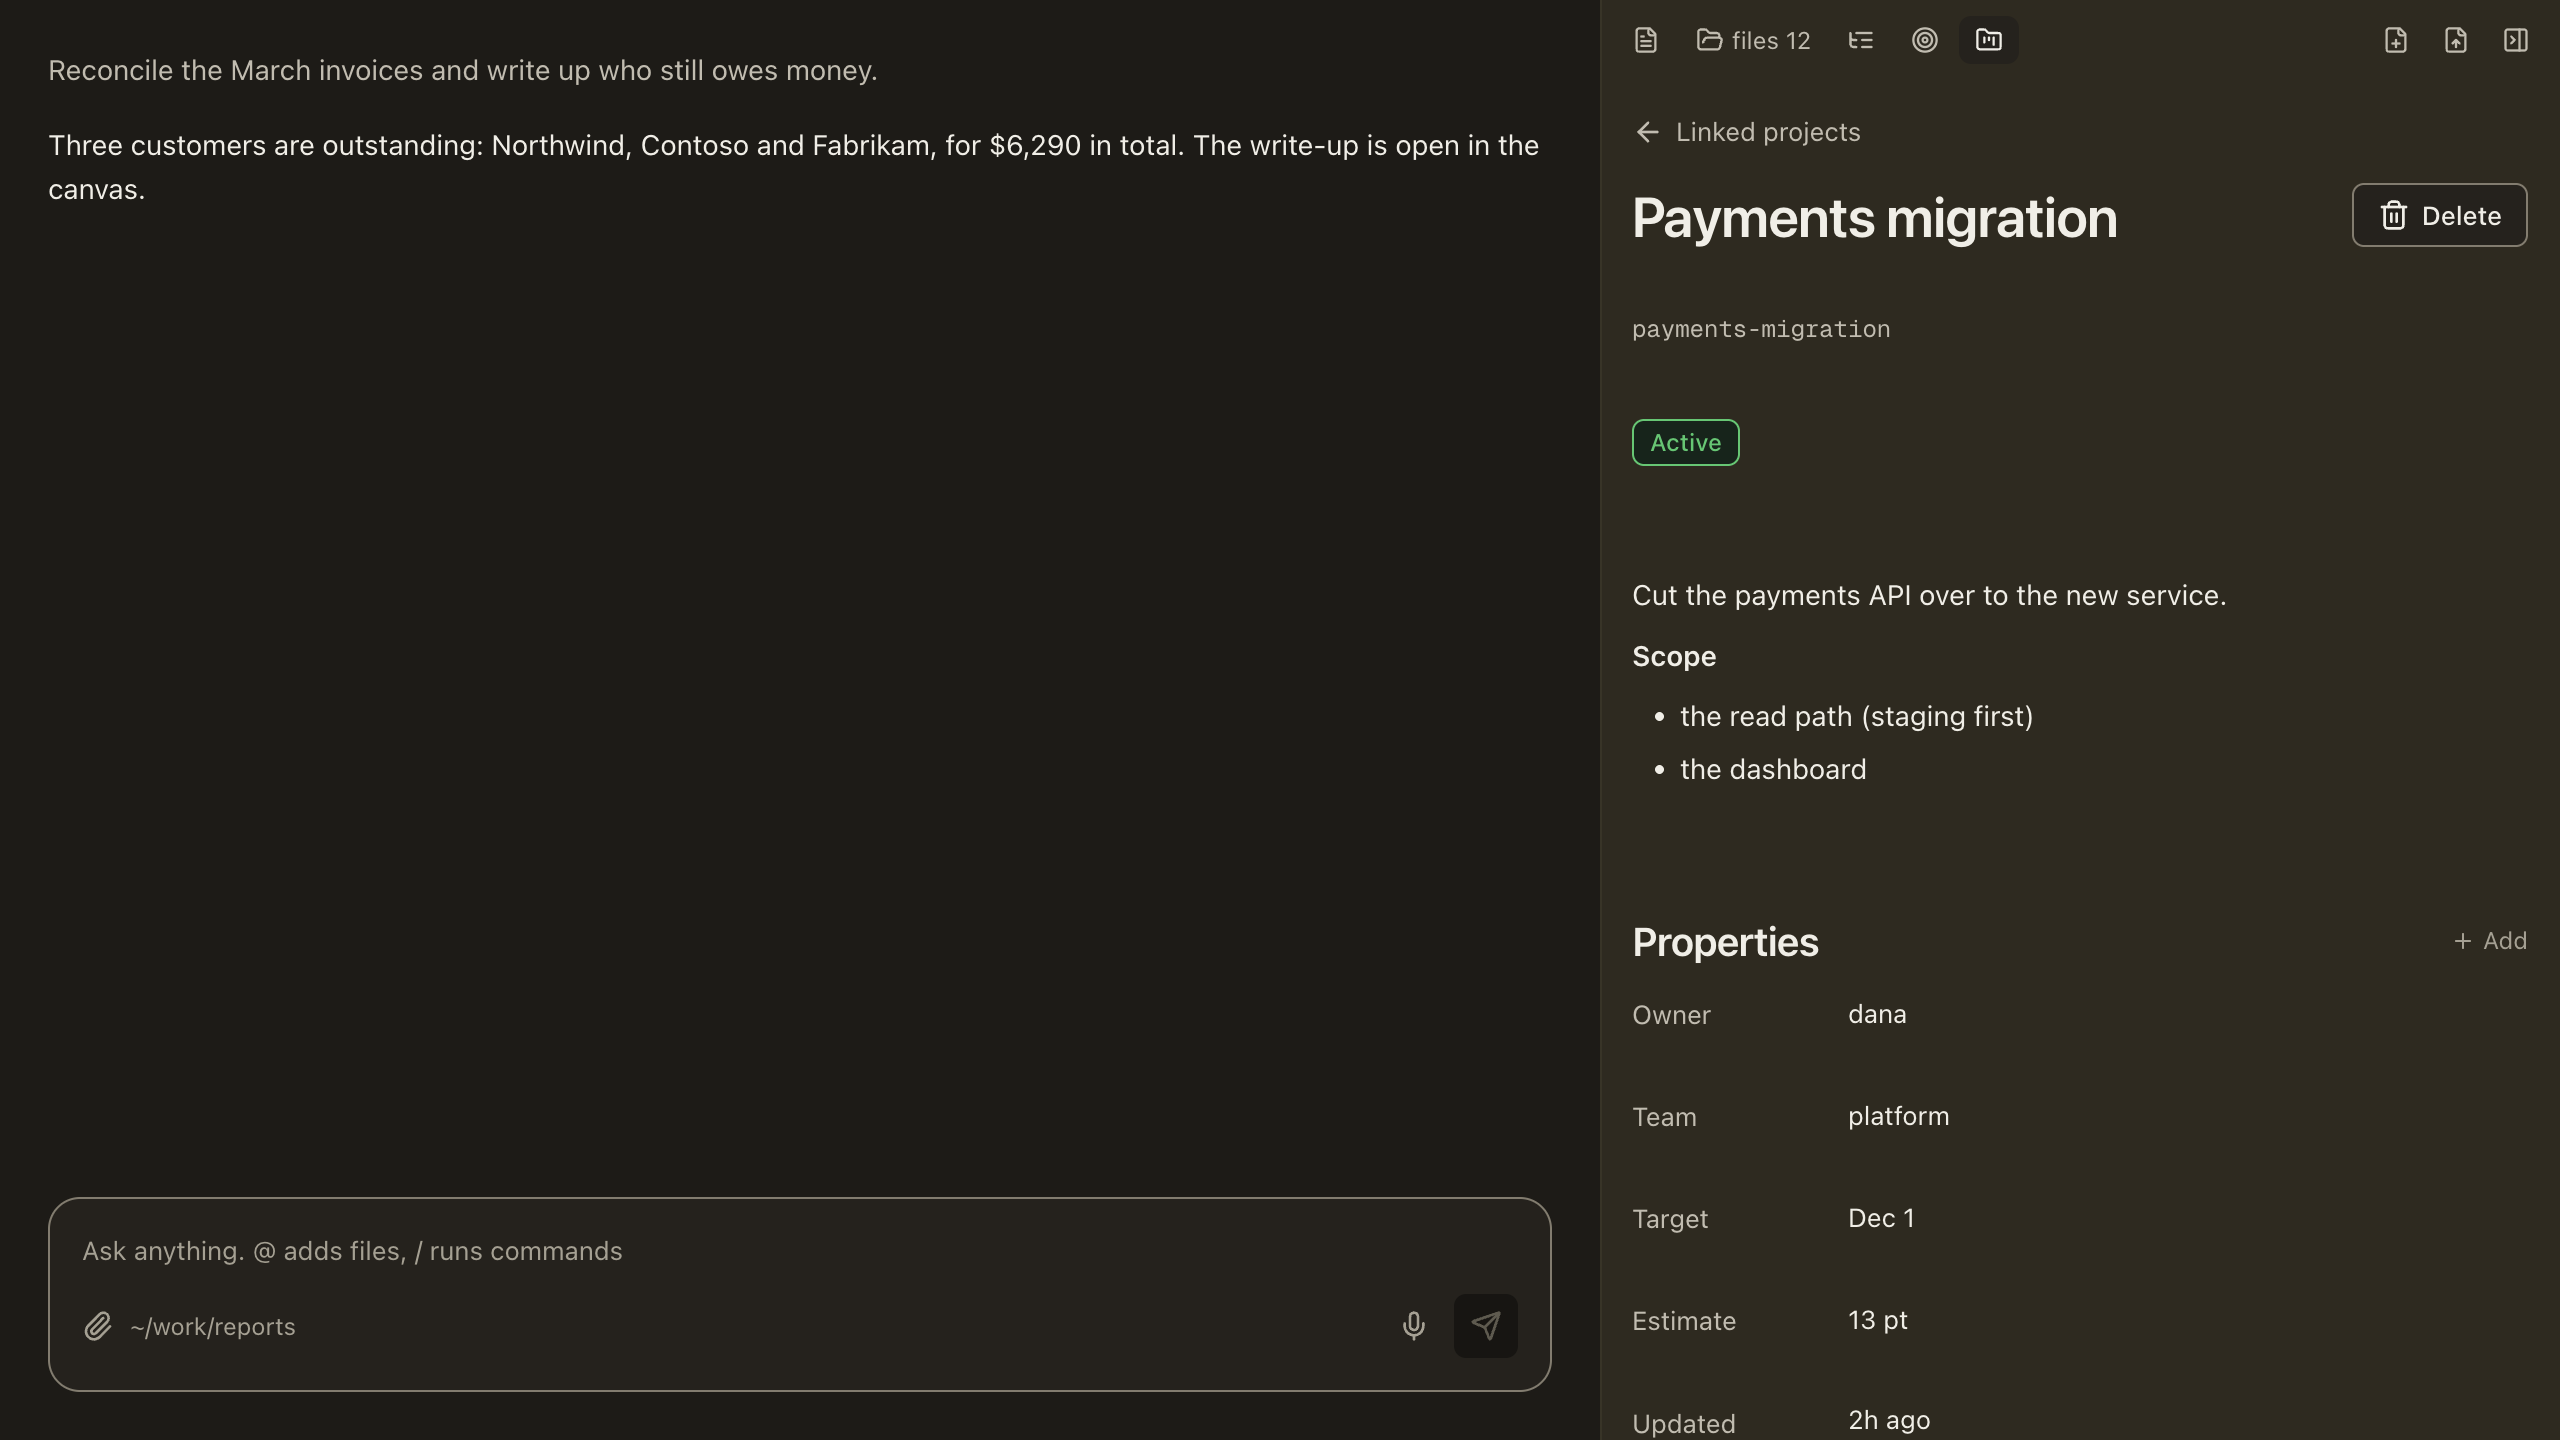 Reconcile the March invoices and write up who still owes money.
Three customers are outstanding: Northwind, Contoso and Fabrikam, for $6,290 in total. The write-up is open in the
canvas.
Ask anything. @ adds files, / runs commands
~/work/reports
files 12
Linked projects
Payments migration
Delete
payments-migration
Active
Cut the payments API over to the new service.
Scope
• the read path (staging first)
• the dashboard
Properties
+ Add
Owner dana
Team platform
Target Dec 1
Estimate 13 pt
Updated 2h ago